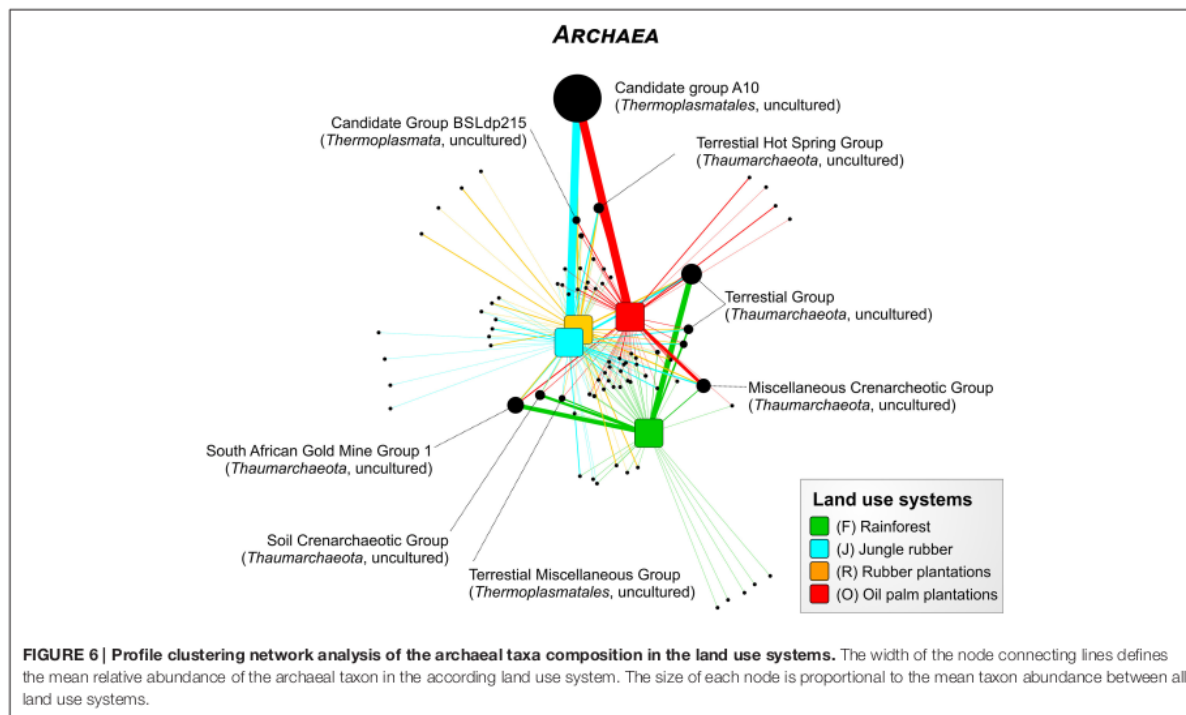 ARCHAEA
Candidate group A10
(Thermoplasmatales, uncultured)
Candidate Group BSLdp215
(Thermoplasmata, uncultured)
Terrestial Hot Spring Group
(Thaumarchaeota, uncultured)
Terrestial Group
(Thaumarchaeota, uncultured)
Miscellaneous Crenarcheotic Group
(Thaumarchaeota, uncultured)
South African Gold Mine Group 1
(Thaumarchaeota, uncultured)
Soil Crenarchaeotic Group
(Thaumarchaeota, uncultured)
Terrestial Miscellaneous Group
(Thermoplasmatales, uncultured)
Land use systems
(F) Rainforest
(J) Jungle rubber
(R) Rubber plantations
(O) Oil palm plantations
FIGURE 6 | Profile clustering network analysis of the archaeal taxa composition in the land use systems. The width of the node connecting lines defines
the mean relative abundance of the archaeal taxon in the according land use system. The size of each node is proportional to the mean taxon abundance between all
land use systems.